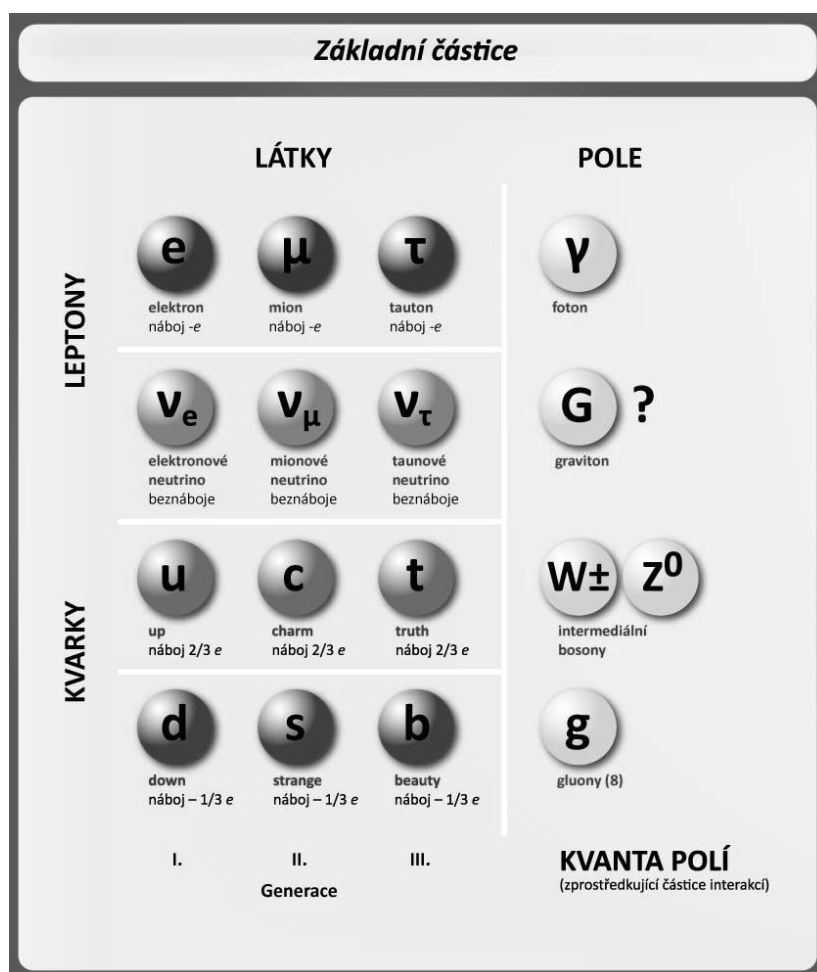 Základní částice
LÁTKY
POLE
LEPTONY
e
μ
τ
γ
elektron
mion
tauton
foton
náboj -e
náboj -e
náboj -e
νe
νμ
ντ
G ?
elektronové
mionové
taunové
graviton
neutrino
neutrino
neutrino
beznáboje
beznáboje
beznáboje
KVARKY
u
c
t
W±
Z⁰
up
charm
truth
intermediální
náboj 2/3 e
náboj 2/3 e
náboj 2/3 e
bosony
d
s
b
g
down
strange
beauty
gluony (8)
náboj – 1/3 e
náboj – 1/3 e
náboj – 1/3 e
I.
II.
III.
KVANTA POLÍ
Generace
(zprostředkující částice interakcí)